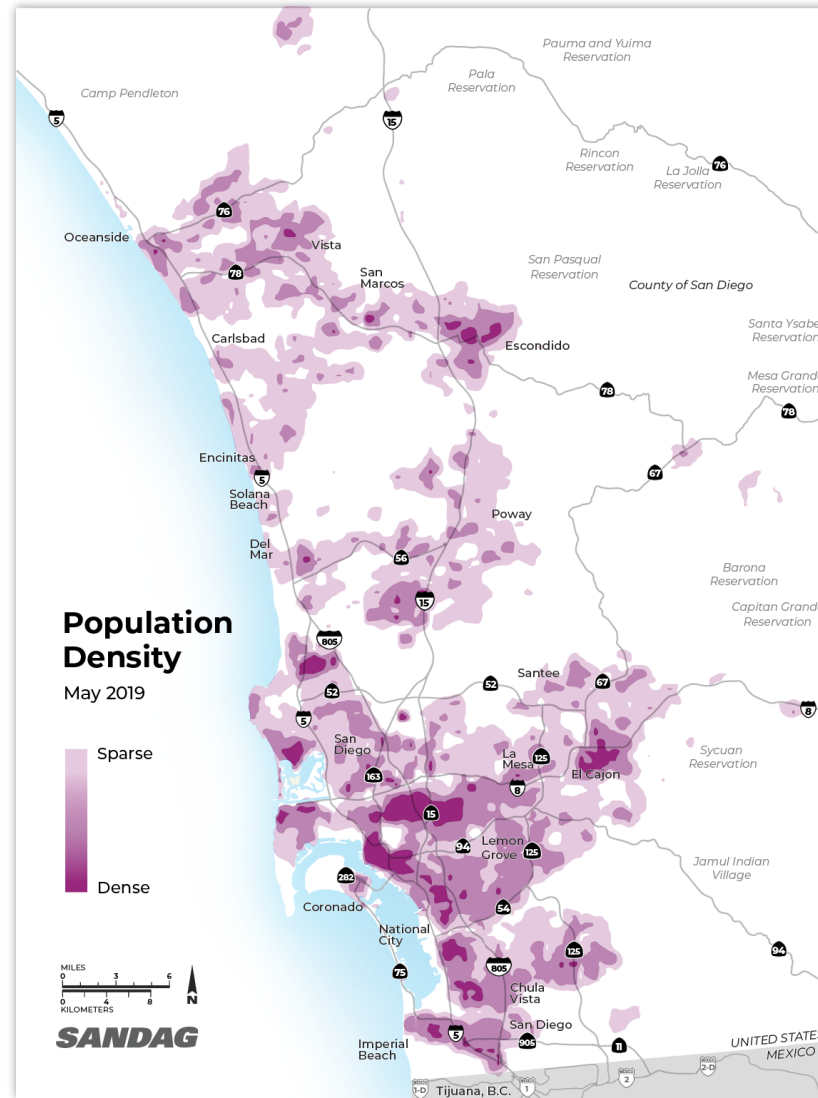 Pauma and Yuima
Reservation
Pala
Reservation
Camp Pendleton
5
15
Rincon
Reservation
La Jolla
Reservation
76
76
Oceanside
Vista
San Pasqual
Reservation
78
San
Marcos
County of San Diego
Santa Ysabe
Reservation
Carlsbad
Escondido
Mesa Grand
Reservation
78
78
Encinitas
5
67
Solana
Beach
Poway
Del
Mar
56
Barona
Reservation
15
Capitan Grand
Reservation
Population
Density
May 2019
805
52
52
Santee
67
5
8
Sparse
San
Diego
La
Mesa
125
Sycuan
Reservation
163
El Cajon
8
15
94
Lemon
Grove
125
Jamul Indian
Village
Dense
282
Coronado
54
National
City
125
94
75
805
MILES
0 3 6
0 4 8
KILOMETERS
N
Chula
Vista
SANDAG
San Diego
5
905
11
Imperial
Beach
UNITED STATE
MEXICO
1-D
Tijuana, B.C.
1
2
2-D